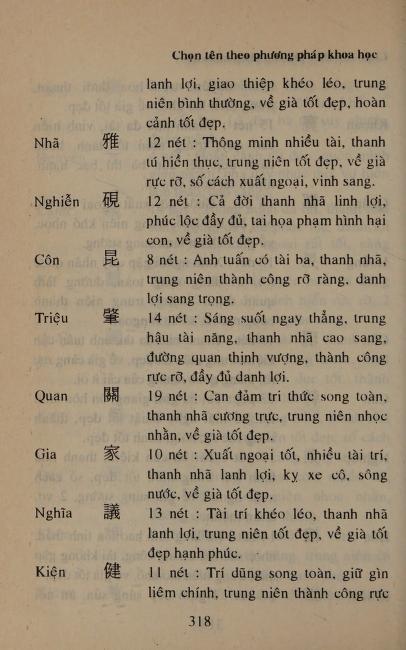 Chọn tên theo phương pháp khoa học
lanh lợi, giao thiệp khéo léo, trung
niên bình thường, về già tốt đẹp, hoàn
cảnh tốt đẹp.
Nhã 雅 12 nét : Thông minh nhiều tài, thanh
tú hiền thục, trung niên tốt đẹp, về già
rực rỡ, số cách xuất ngoại, vinh sang.
Nghiễn 硯 12 nét : Cả đời thanh nhã linh lợi,
phúc lộc đầy đủ, tai họa phạm hình hại
con, về già tốt đẹp.
Côn 昆 8 nét : Anh tuấn có tài ba, thanh nhã,
trung niên thành công rỡ ràng, danh
lợi sang trọng.
Triệu 肇 14 nét : Sáng suốt ngay thẳng, trung
hậu tài năng, thanh nhã cao sang,
đường quan thịnh vượng, thành công
rực rỡ, đầy đủ danh lợi.
Quan 關 19 nét : Can đảm tri thức song toàn,
thanh nhã cương trực, trung niên nhọc
nhằn, về già tốt đẹp.
Gia 家 10 nét : Xuất ngoại tốt, nhiều tài trí,
thanh nhã lanh lợi, kỵ xe cô, sông
nước, về già tốt đẹp.
Nghĩa 議 13 nét : Tài trí khéo léo, thanh nhã
lanh lợi, trung niên tốt đẹp, về già tốt
đẹp hạnh phúc.
Kiện 健 11 nét : Trí dũng song toàn, giữ gìn
liêm chính, trung niên thành công rực
318